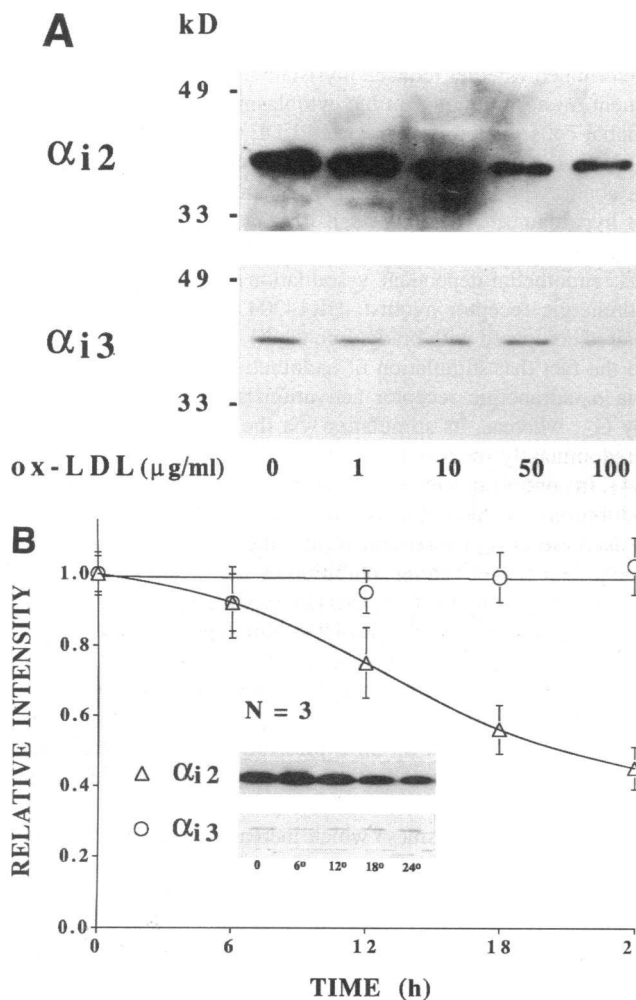 A
kD
49 -
αi2
33 -
49 -
αi3
33 -
ox-LDL (μg/ml) 0 1 10 50 100
B
RELATIVE INTENSITY
1.0
0.8
0.6
0.4
0.2
0.0
N = 3
△ αi2
○ αi3
0 6° 12° 18° 24°
0 6 12 18 2
TIME (h)